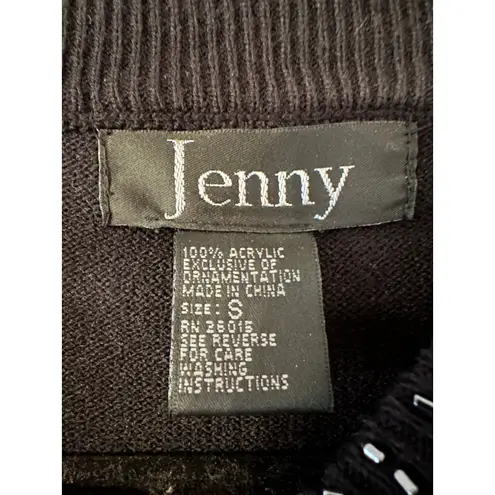 Jenny
100% ACRYLIC
EXCLUSIVE OF
ORNAMENTATION
MADE IN CHINA
SIZE: S
RN 26015
SEE REVERSE
FOR CARE
WASHING
INSTRUCTIONS